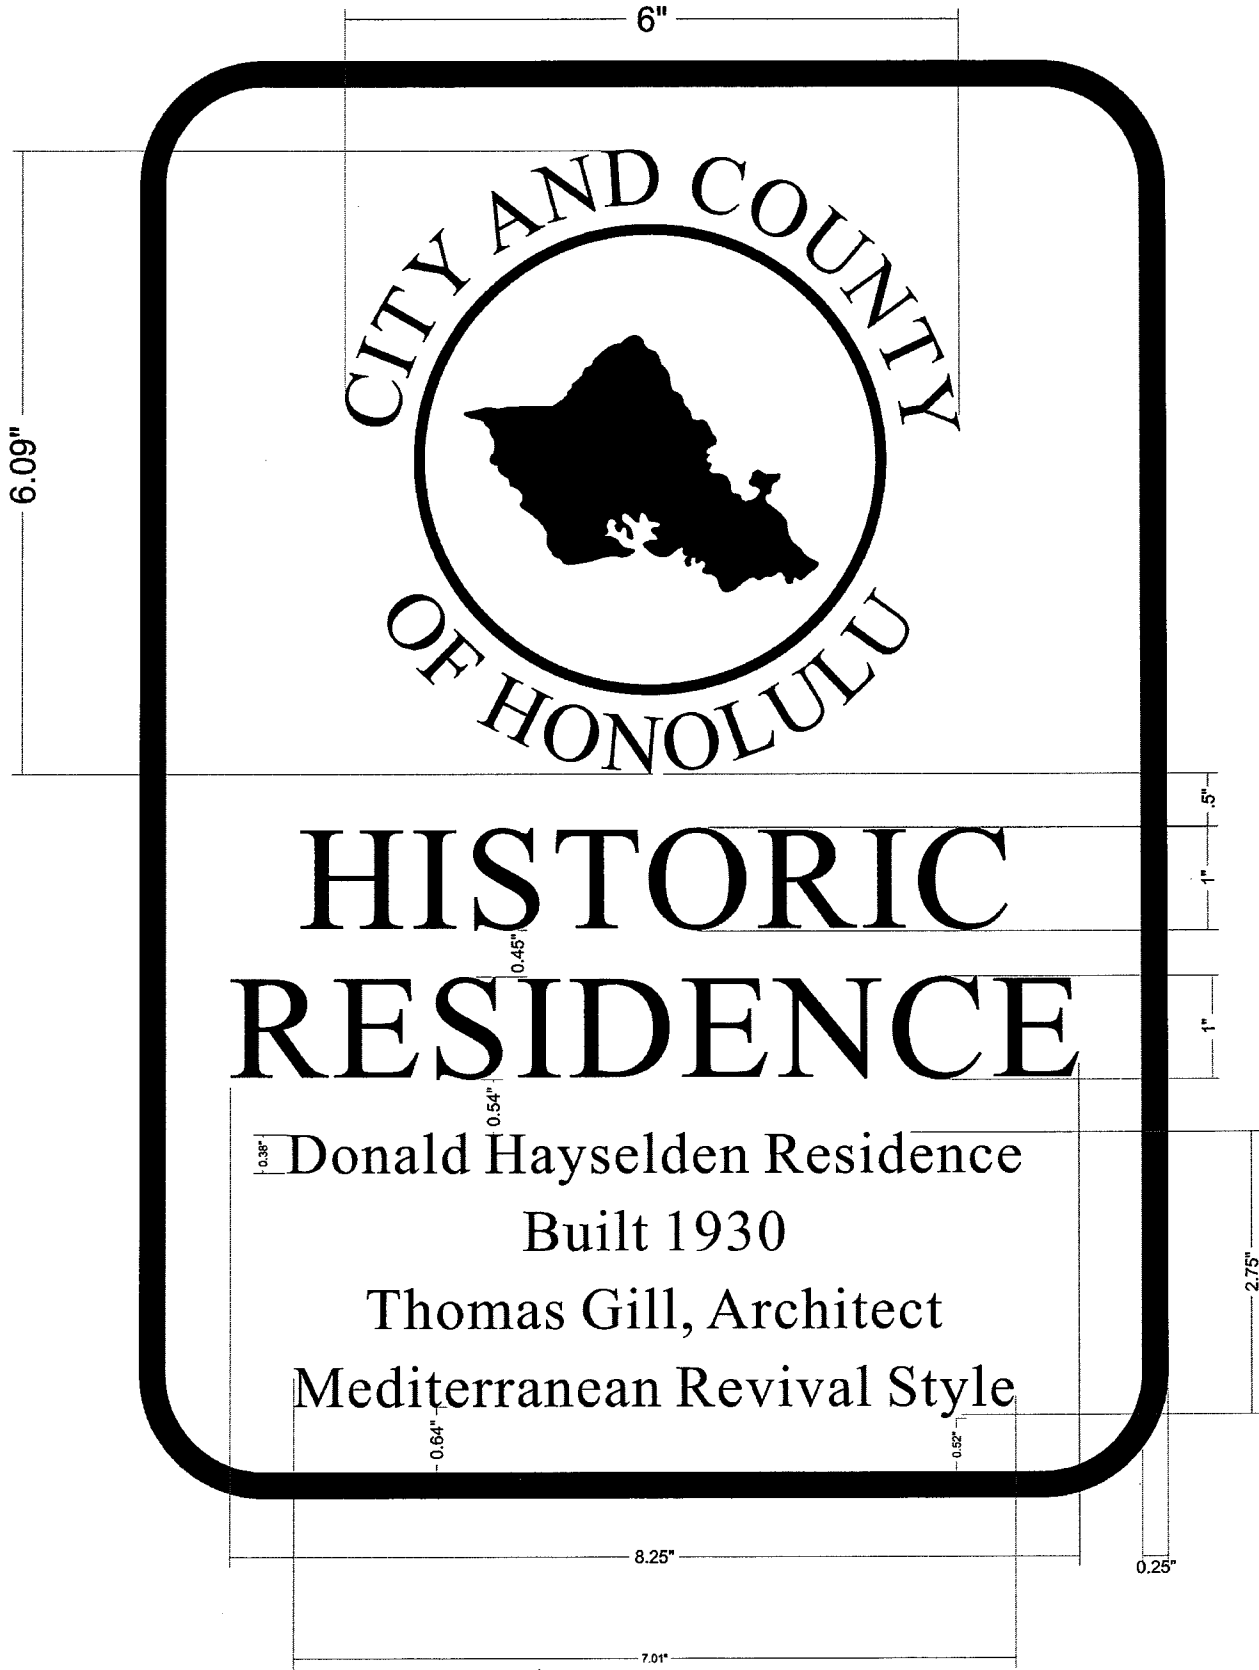 6"
CITY AND COUNTY
6.09"
OF HONOLULU
.5"
HISTORIC
1"
0.45"
RESIDENCE
1"
0.54"
0.38"
Donald Hayselden Residence
Built 1930
2.75"
Thomas Gill, Architect
Mediterranean Revival Style
0.64"
0.52"
8.25"
0.25"
7.01"